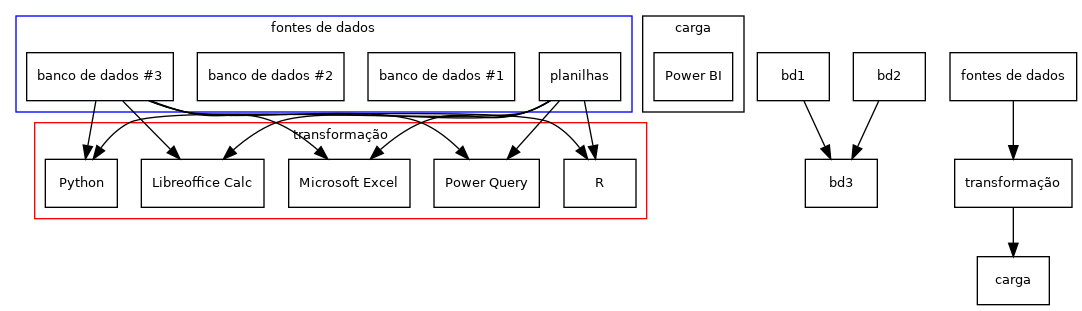 fontes de dados
banco de dados #3
banco de dados #2
banco de dados #1
planilhas
carga
Power BI
bd1
bd2
fontes de dados
transformação
Python
Libreoffice Calc
Microsoft Excel
Power Query
R
bd3
transformação
carga